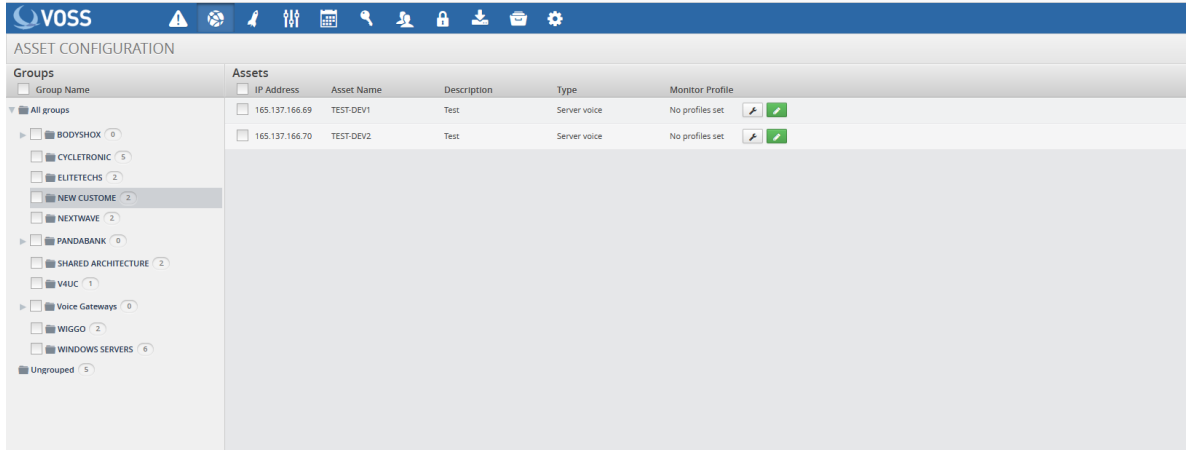 VOSS
ASSET CONFIGURATION
Groups
Group Name
All groups
BODYSHOX 0
CYCLETRONIC 5
ELITETECHS 2
NEW CUSTOME 2
NEXTWAVE 2
PANDABANK 0
SHARED ARCHITECTURE 2
V4UC 1
Voice Gateways 0
WIGGO 2
WINDOWS SERVERS 6
Ungrouped 5
Assets
IP Address Asset Name Description Type Monitor Profile
165.137.166.69 TEST-DEV1 Test Server voice No profiles set
165.137.166.70 TEST-DEV2 Test Server voice No profiles set